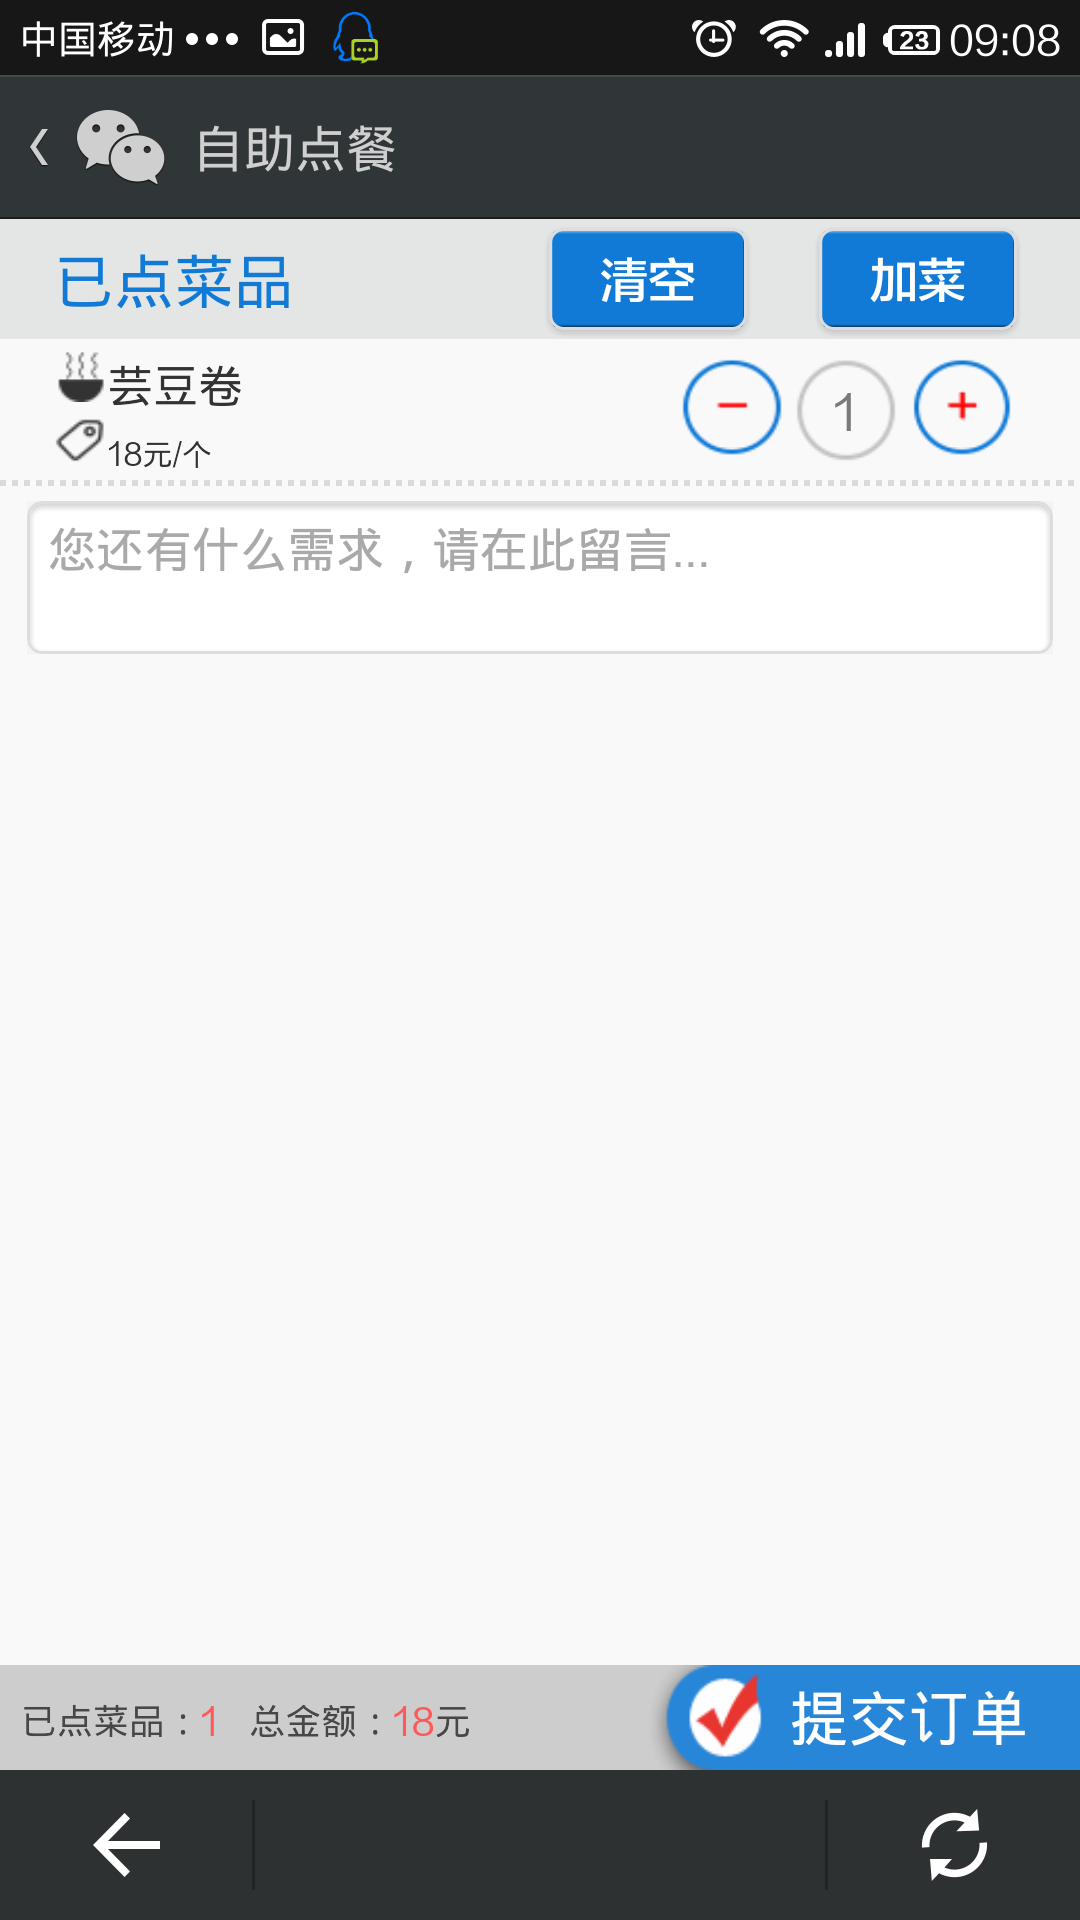 中国移动 ••• 23 09:08
自助点餐
已点菜品 清空 加菜
芸豆卷
18元/个
− 1 +
您还有什么需求，请在此留言...
已点菜品：1 总金额：18元 提交订单